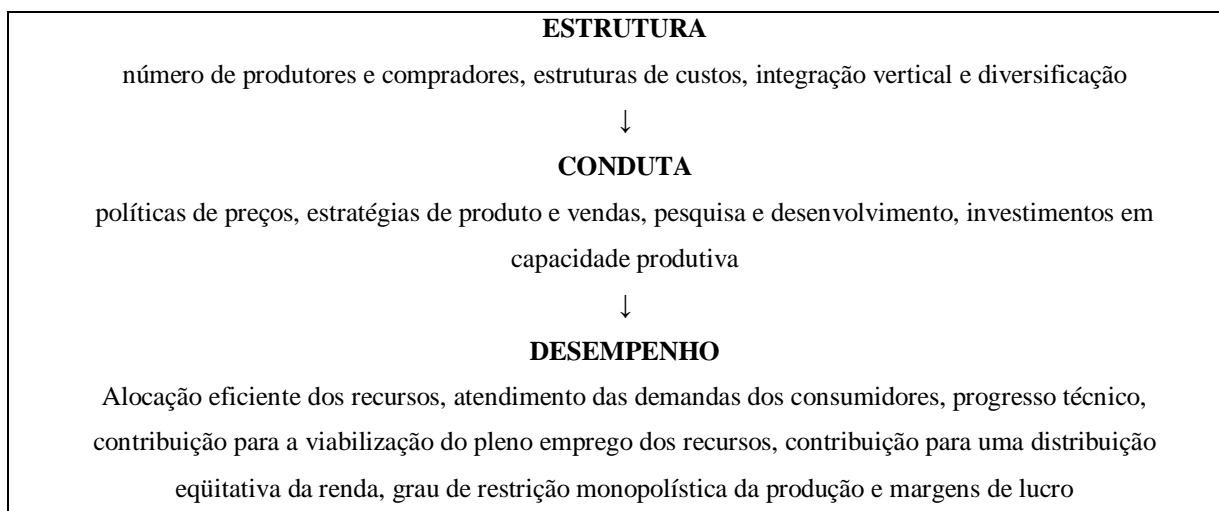 ESTRUTURA
número de produtores e compradores, estruturas de custos, integração vertical e diversificação
↓
CONDUTA
políticas de preços, estratégias de produto e vendas, pesquisa e desenvolvimento, investimentos em
capacidade produtiva
↓
DESEMPENHO
Alocação eficiente dos recursos, atendimento das demandas dos consumidores, progresso técnico,
contribuição para a viabilização do pleno emprego dos recursos, contribuição para uma distribuição
eqüitativa da renda, grau de restrição monopolística da produção e margens de lucro